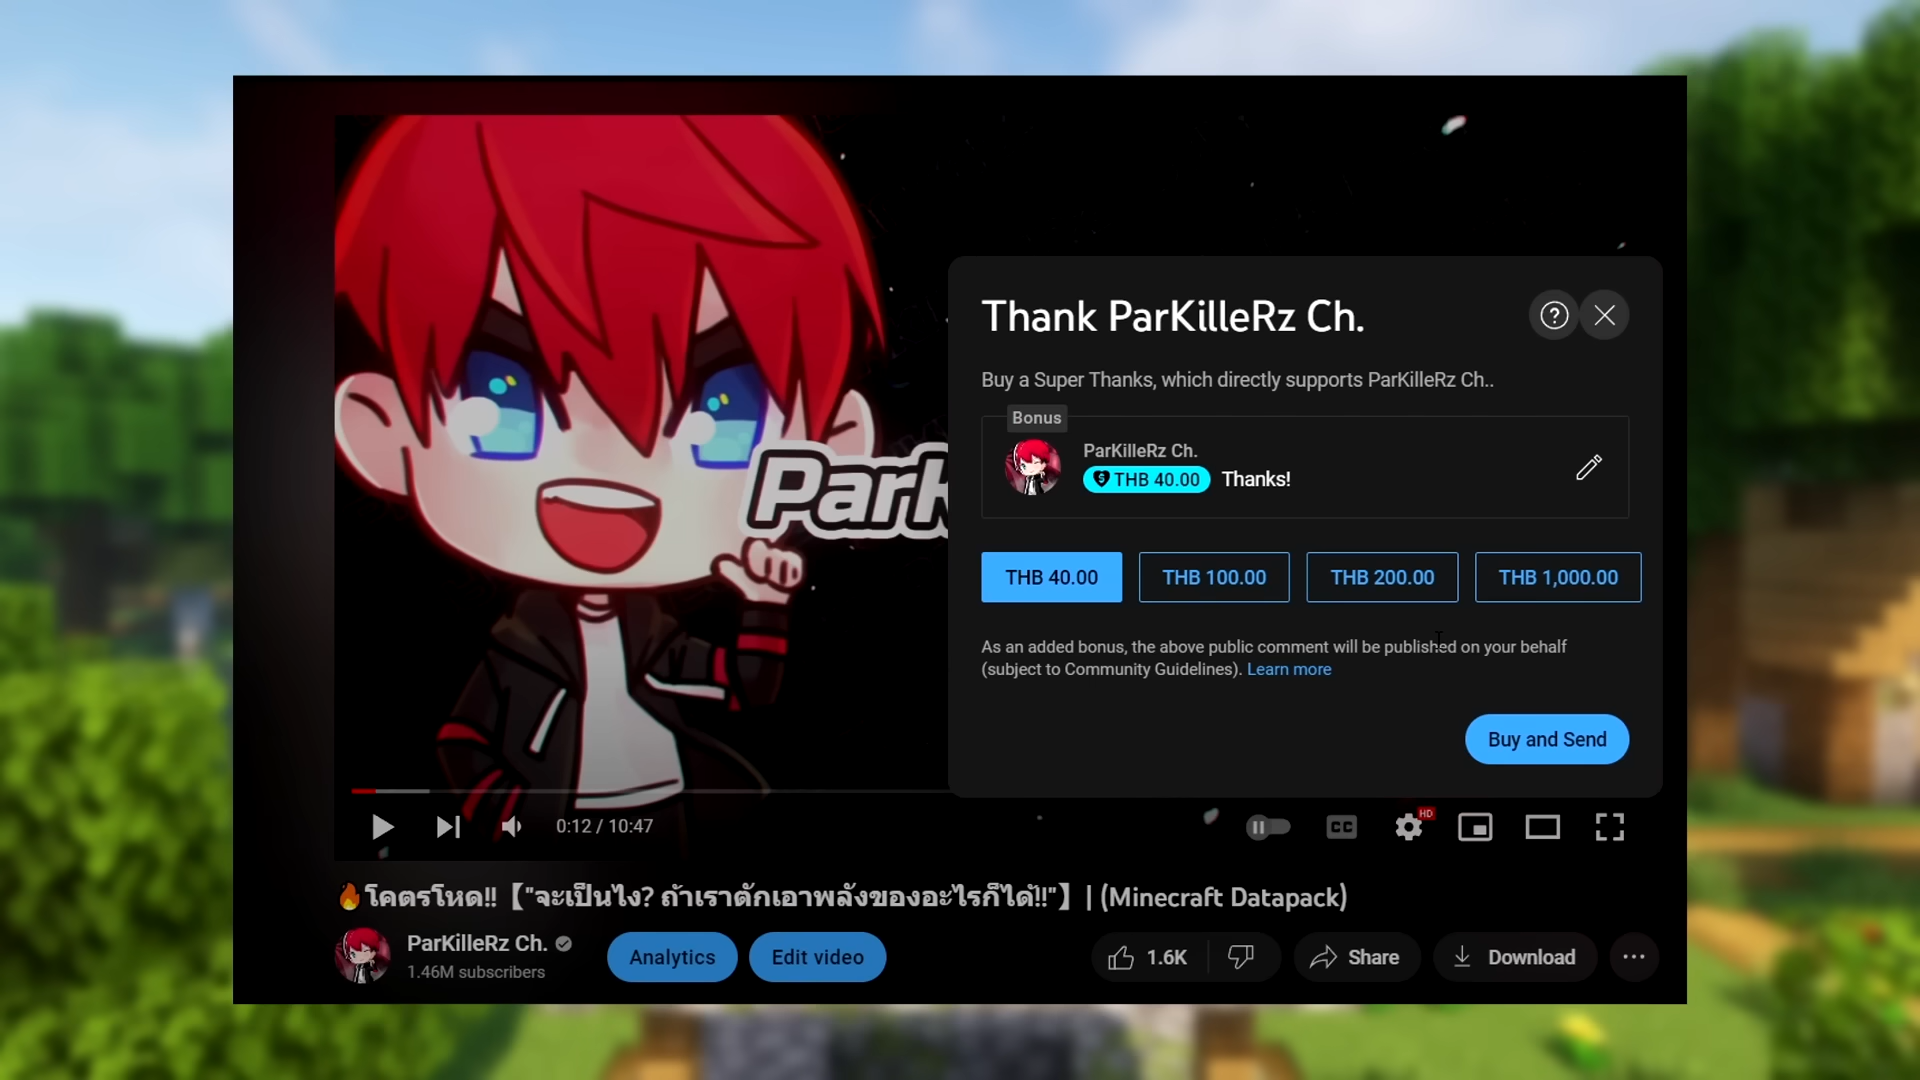 Thank ParKilleRz Ch.
Buy a Super Thanks, which directly supports ParKilleRz Ch..
Bonus
ParKilleRz Ch.
THB 40.00 Thanks!
THB 40.00 THB 100.00 THB 200.00 THB 1,000.00
As an added bonus, the above public comment will be published on your behalf
(subject to Community Guidelines). Learn more
Buy and Send
0:12 / 10:47
CC
HD
🔥โคตรโหด!!【"จะเป็นไง? ถ้าเราตักเอาพลังของอะไรก็ได้!!"】 | (Minecraft Datapack)
ParKilleRz Ch.
1.46M subscribers
Analytics
Edit video
1.6K
Share
Download